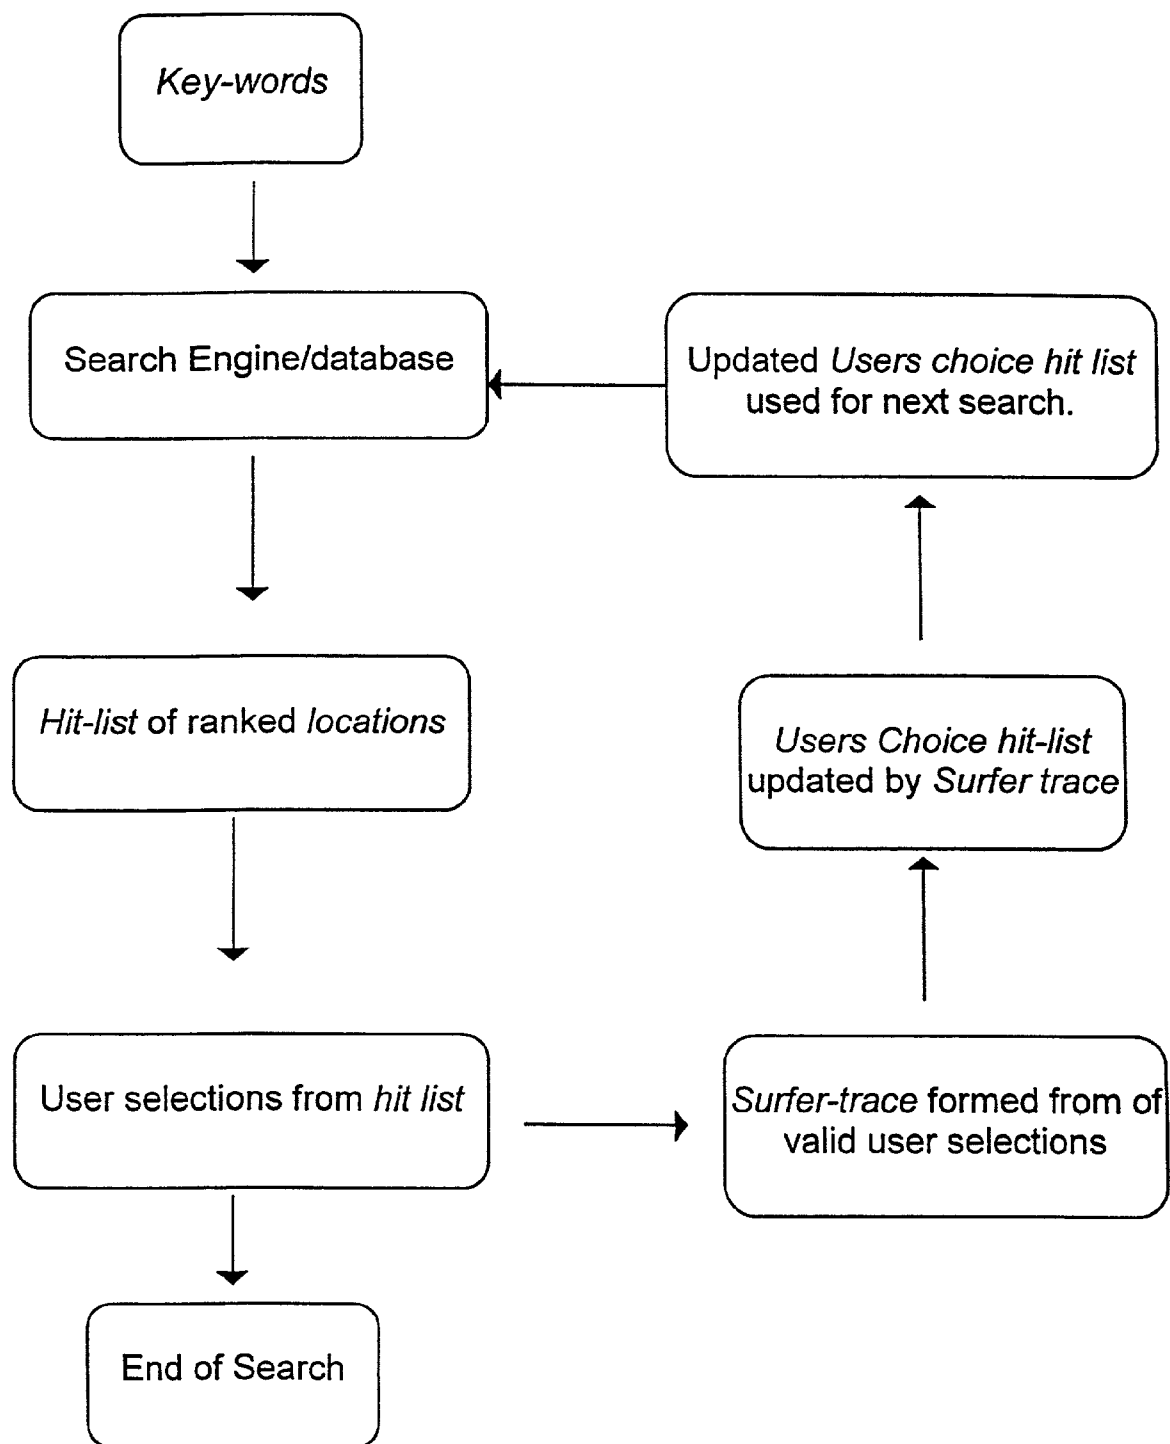 Key-words
Search Engine/database
Updated Users choice hit list
used for next search.
Hit-list of ranked locations
Users Choice hit-list
updated by Surfer trace
User selections from hit list
Surfer-trace formed from of
valid user selections
End of Search